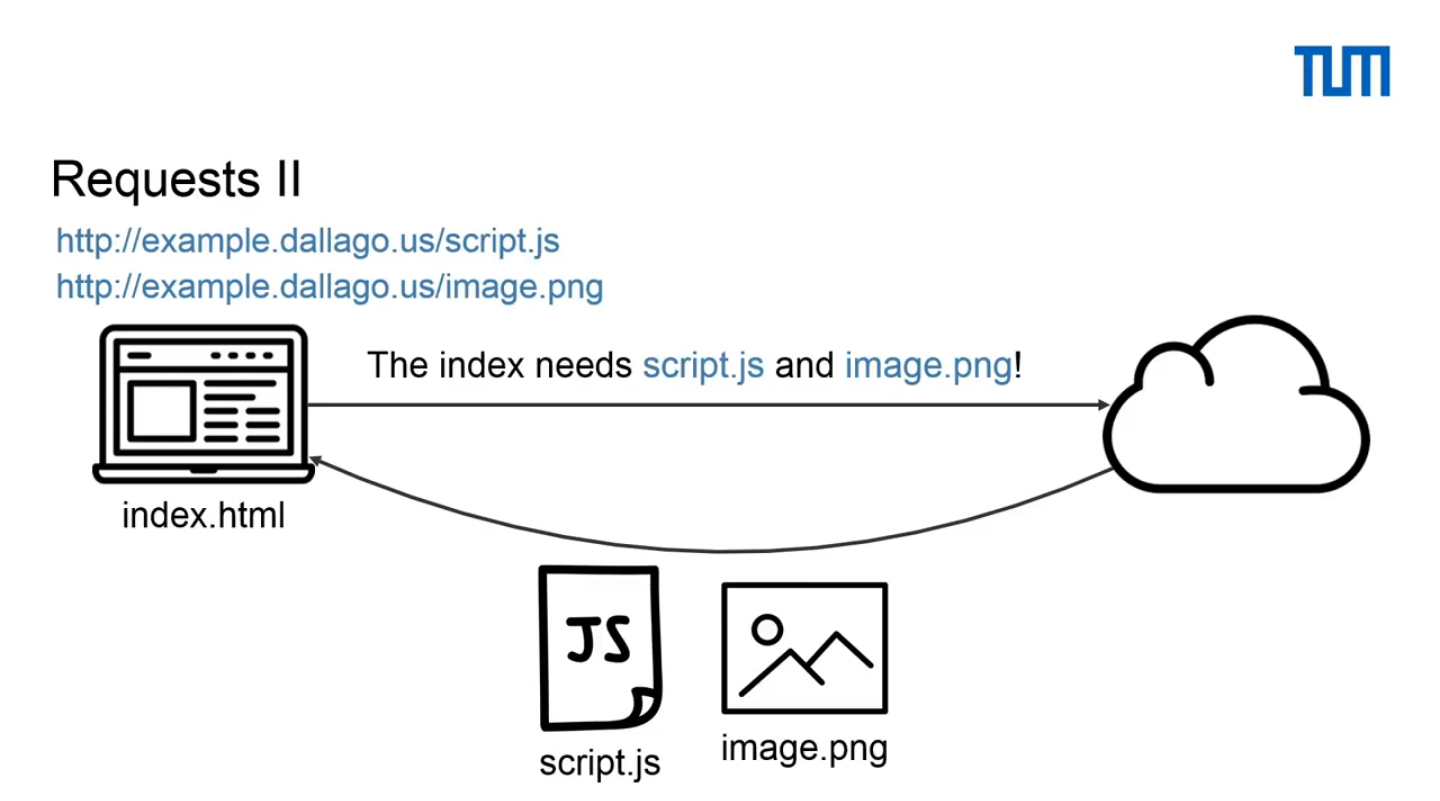 TUM
Requests II
http://example.dallago.us/script.js
http://example.dallago.us/image.png
The index needs script.js and image.png!
index.html
JS
script.js
image.png